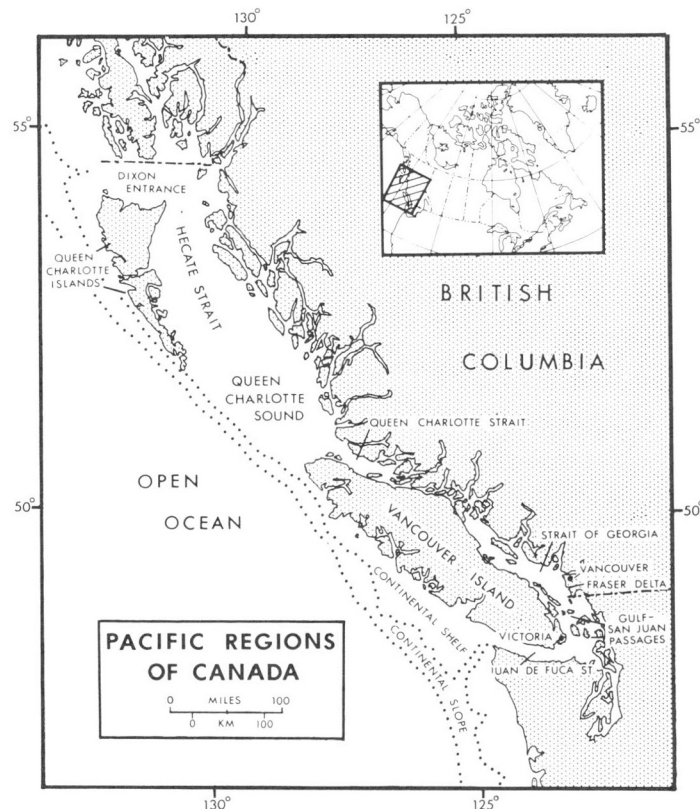 130°
125°
55°
55°
DIXON
ENTRANCE
QUEEN
CHARLOTTE
ISLANDS
HECATE STRAIT
BRITISH
COLUMBIA
QUEEN
CHARLOTTE
SOUND
QUEEN CHARLOTTE STRAIT
OPEN
OCEAN
50°
50°
VANCOUVER ISLAND
STRAIT OF GEORGIA
VANCOUVER
FRASER DELTA
GULF-
SAN JUAN
PASSAGES
VICTORIA
JUAN DE FUCA ST.
CONTINENTAL SHELF
CONTINENTAL SLOPE
PACIFIC REGIONS
OF CANADA
0 MILES 100
0 KM 100
130°
125°